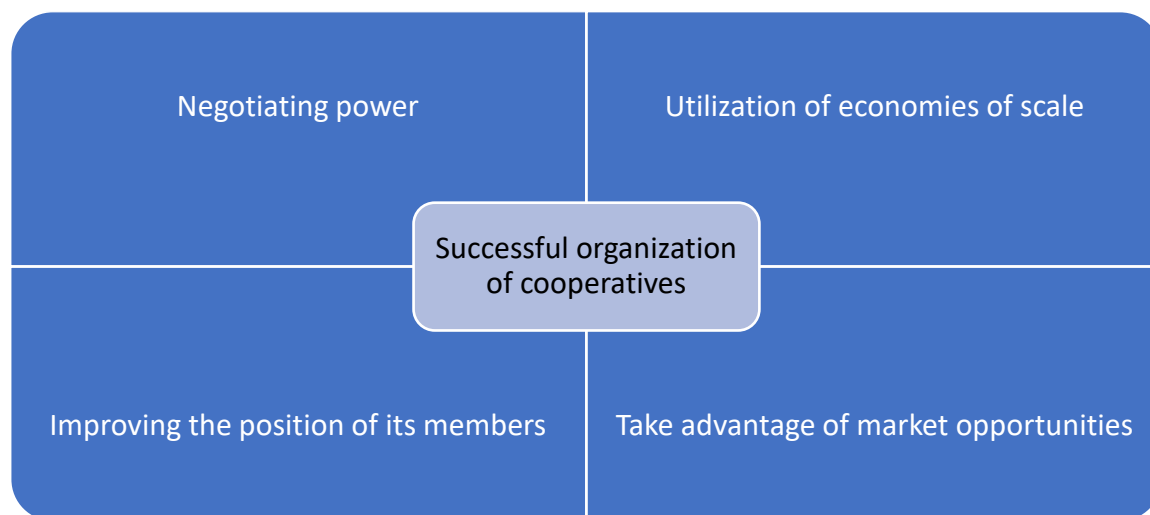 Negotiating power
Utilization of economies of scale
Successful organization
of cooperatives
Improving the position of its members
Take advantage of market opportunities